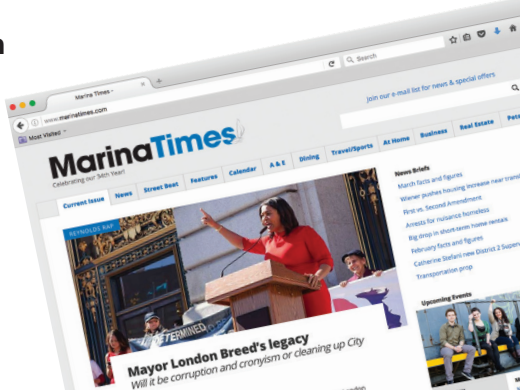 Marina Times -
Search
www.marinatimes.com
Most Visited
Join our e-mail list for news & special offers
MarinaTimes
Celebrating our 34th Year!
Current Issue
News
Street Beat
Features
Calendar
A & E
Dining
Travel/Sports
At Home
Business
Real Estate
REYNOLDS RAP
DETERMINED
Mayor London Breed's legacy
Will it be corruption and cronyism or cleaning up City
News Briefs
March facts and figures
Wiener pushes housing increase near
First vs. Second Amendment
Arrests for nuisance homeless
Big drop in short-term home rentals
February facts and figures
Catherine Stefani new District 2
Transportation prop
Upcoming Events